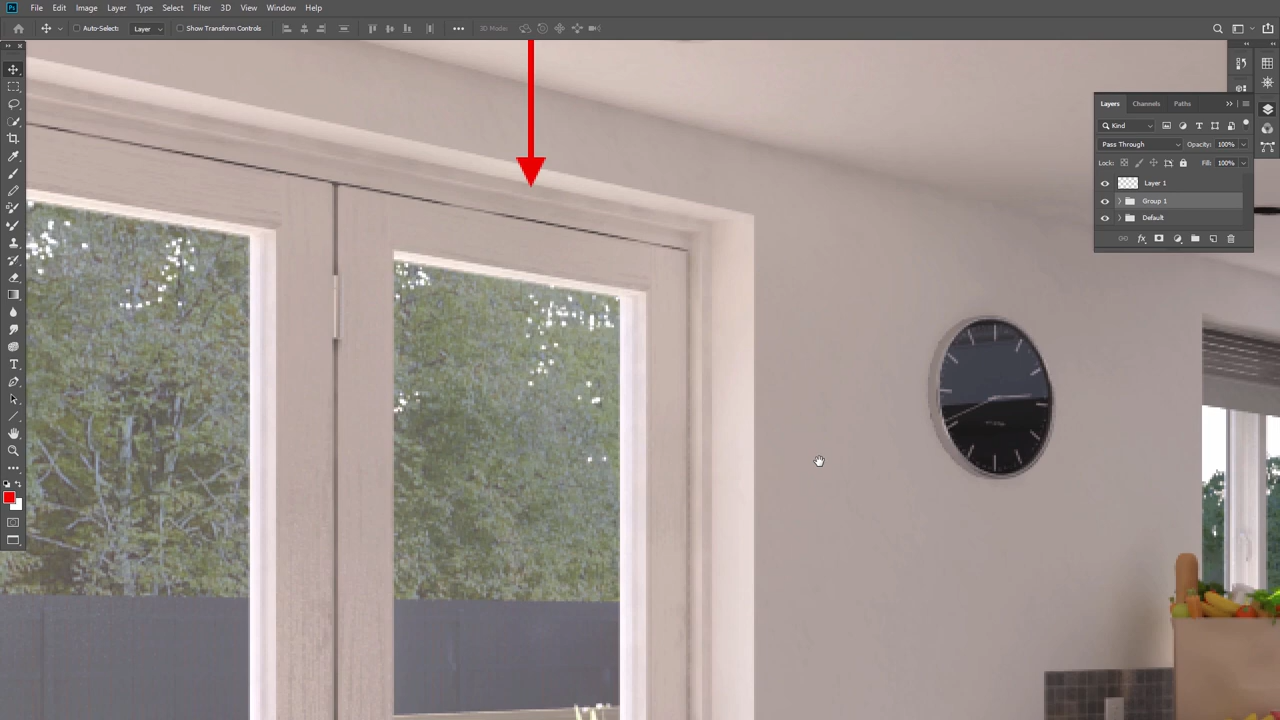 Ps File Edit Image Layer Type Select Filter 3D View Window Help
Auto-Select: Layer Show Transform Controls 3D Mode:
Layers Channels Paths
Kind
Pass Through Opacity: 100%
Lock: Fill: 100%
Layer 1
Group 1
Default